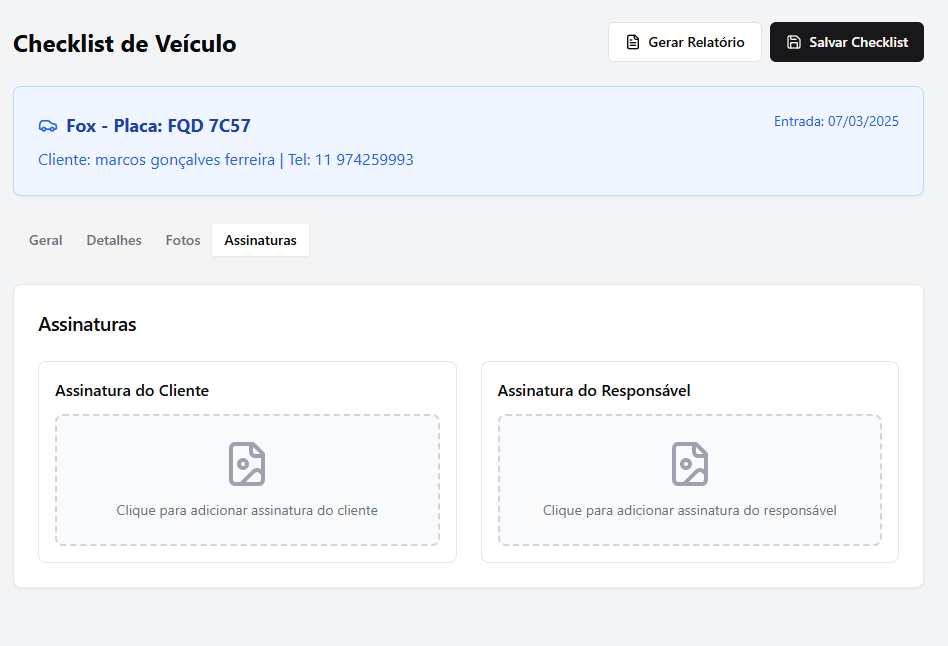 Checklist de Veículo
Gerar Relatório
Salvar Checklist
Fox - Placa: FQD 7C57
Entrada: 07/03/2025
Cliente: marcos gonçalves ferreira | Tel: 11 974259993
Geral
Detalhes
Fotos
Assinaturas
Assinaturas
Assinatura do Cliente
Clique para adicionar assinatura do cliente
Assinatura do Responsável
Clique para adicionar assinatura do responsável